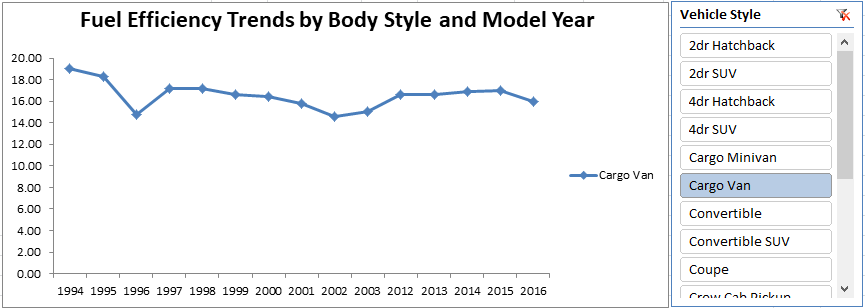 Fuel Efficiency Trends by Body Style and Model Year
20.00
18.00
16.00
14.00
12.00
10.00
8.00
6.00
4.00
2.00
0.00
1994 1995 1996 1997 1998 1999 2000 2001 2002 2003 2012 2013 2014 2015 2016
Cargo Van
Vehicle Style
2dr Hatchback
2dr SUV
4dr Hatchback
4dr SUV
Cargo Minivan
Cargo Van
Convertible
Convertible SUV
Coupe
Crew Cab Pickup